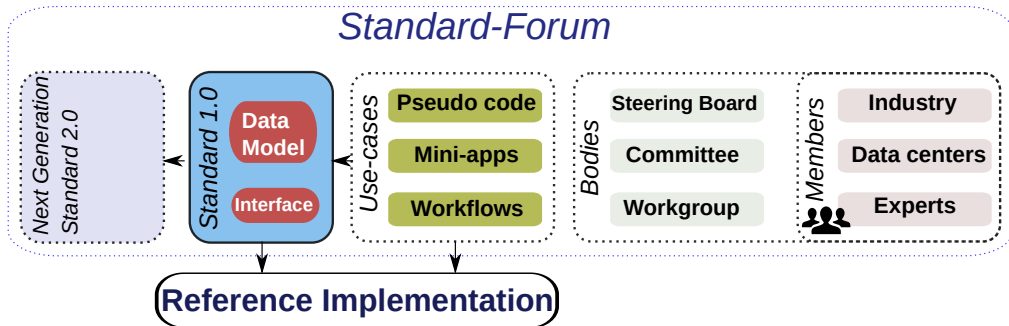 Standard-Forum
Next Generation
Standard 2.0
Standard 1.0
Data
Model
Interface
Use-cases
Pseudo code
Mini-apps
Workflows
Bodies
Steering Board
Committee
Workgroup
Members
Industry
Data centers
Experts
Reference Implementation